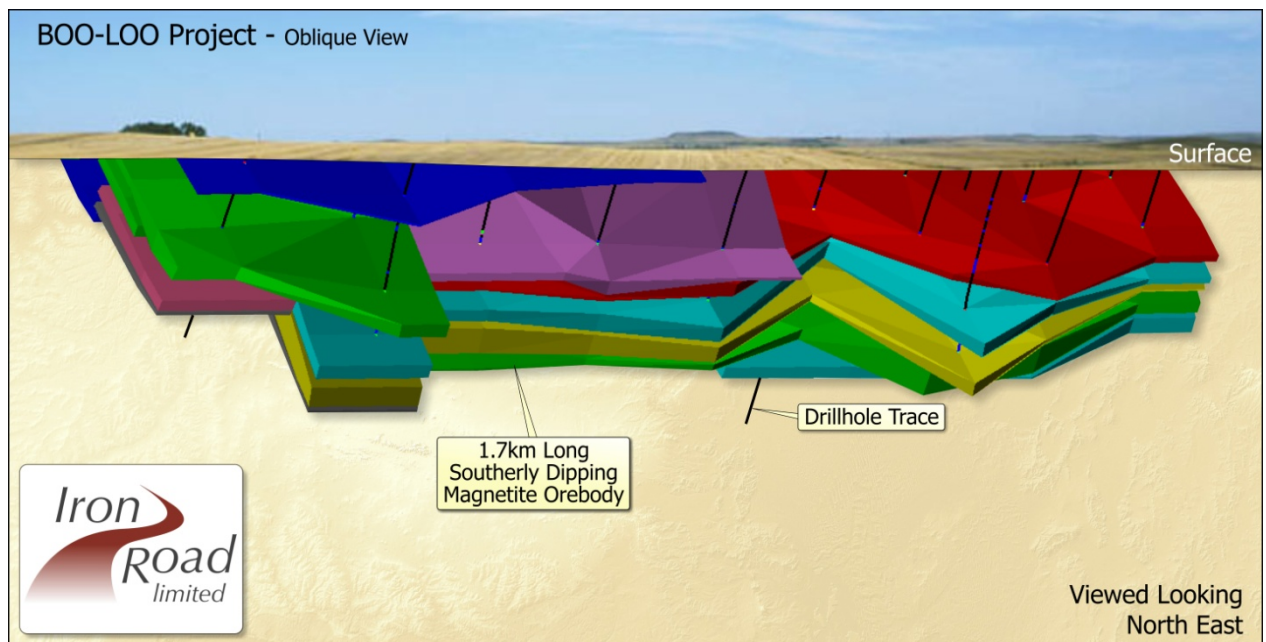 BOO-LOO Project - Oblique View
Surface
Drillhole Trace
1.7km Long
Southerly Dipping
Magnetite Orebody
Iron
Road
limited
Viewed Looking
North East